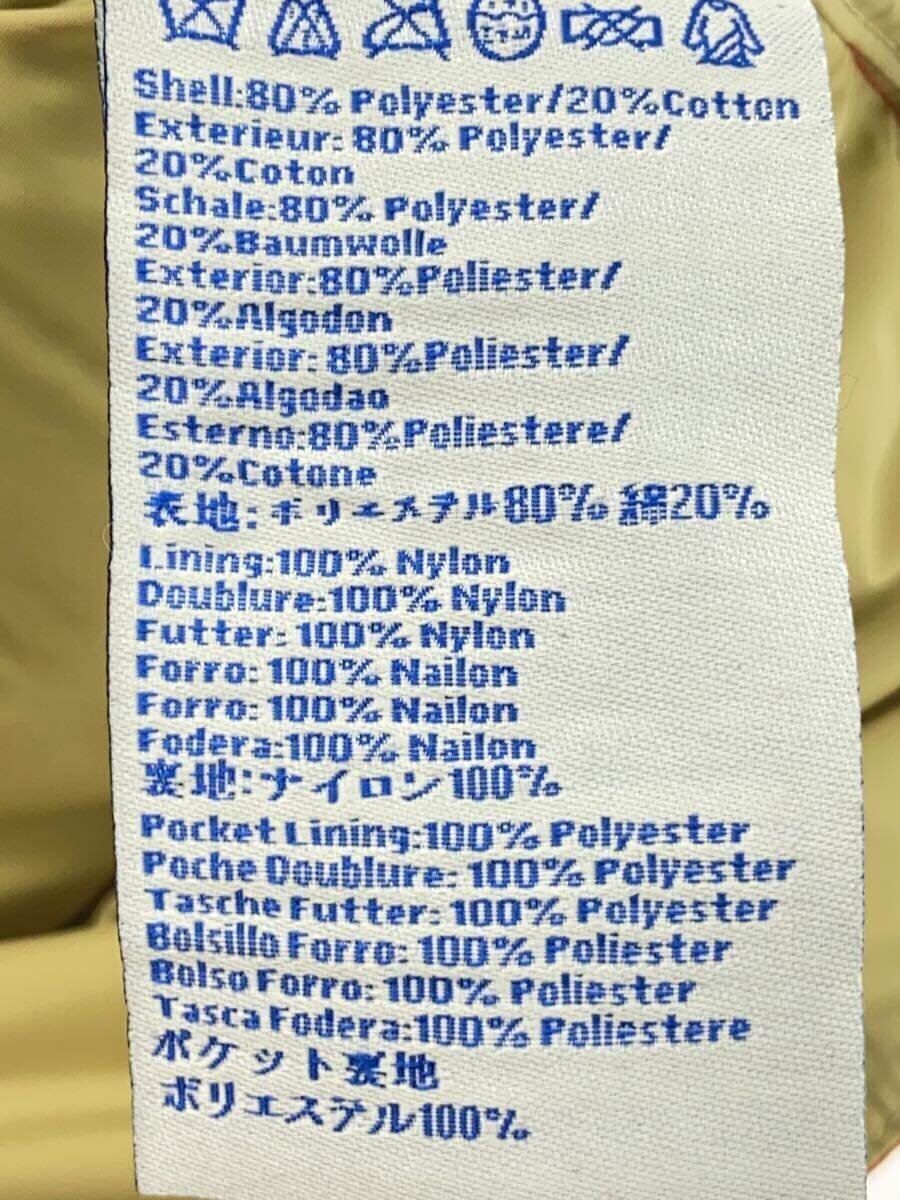 Shell:80% Polyester/20%Cotton
Exterieur: 80% Polyester/
20%Coton
Schale:80% Polyester/
20%Baumwolle
Exterior:80%Poliester/
20%Algodon
Exterior: 80%Poliester/
20%Algodao
Esterno:80%Poliestere/
20%Cotone
表地:ポリエステル80% 綿20%
Lining:100% Nylon
Doublure:100% Nylon
Futter: 100% Nylon
Forro: 100% Nailon
Forro: 100% Nailon
Fodera:100% Nailon
裏地:ナイロン100%
Pocket Lining:100% Polyester
Poche Doublure: 100% Polyester
Tasche Futter: 100% Polyester
Bolsillo Forro: 100% Poliester
Bolso Forro: 100% Poliester
Tasca Fodera:100% Poliestere
ポケット裏地
ポリエステル100%